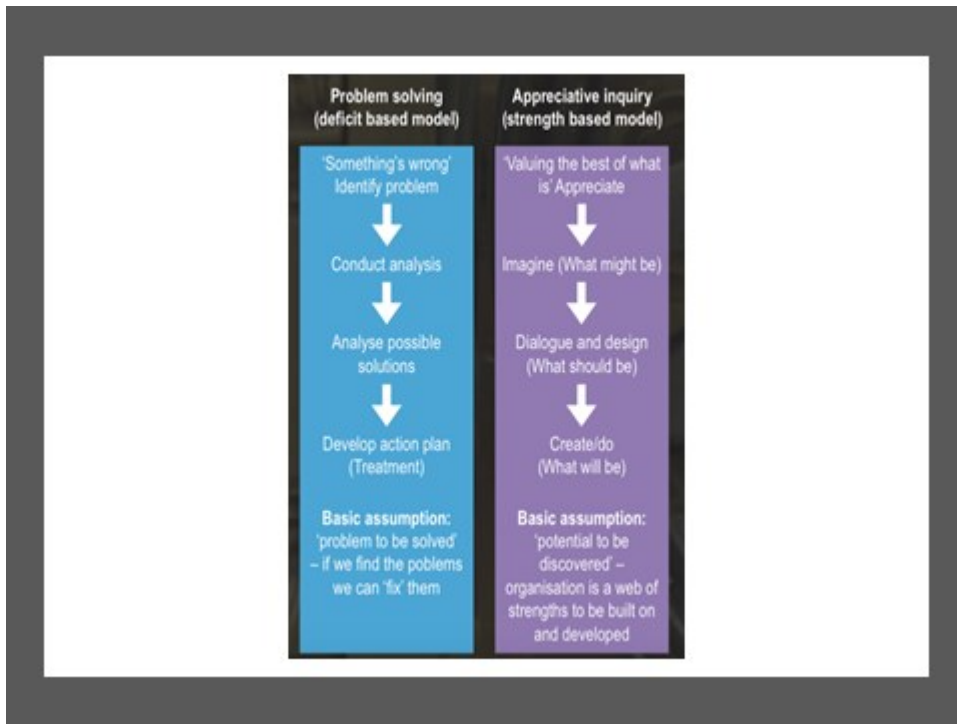 Problem solving
(deficit based model)
'Something's wrong'
Identify problem
Conduct analysis
Analyse possible
solutions
Develop action plan
(Treatment)
Basic assumption:
'problem to be solved'
– if we find the poblems
we can 'fix' them
Appreciative inquiry
(strength based model)
'Valuing the best of what
is' Appreciate
Imagine (What might be)
Dialogue and design
(What should be)
Create/do
(What will be)
Basic assumption:
'potential to be
discovered' –
organisation is a web of
strengths to be built on
and developed